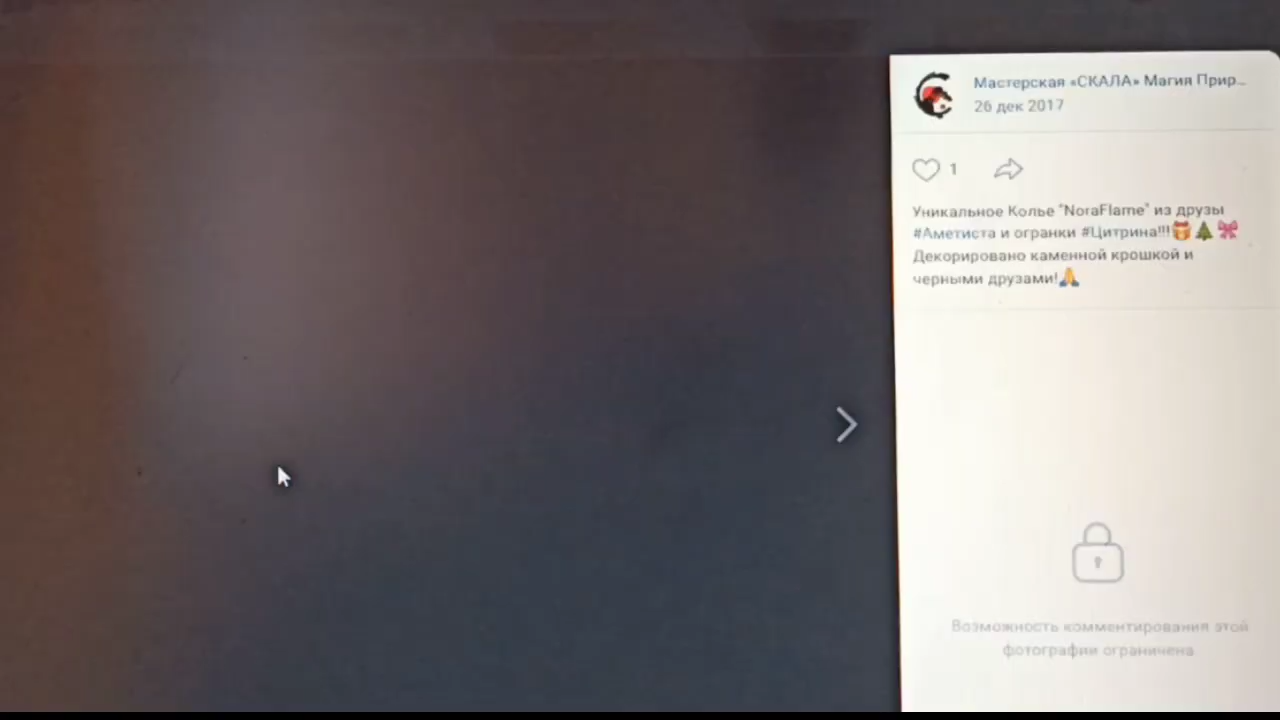 Мастерская «СКАЛА» Магия Прир...
26 дек 2017
1
Уникальное Колье "NoraFlame" из друзы
#Аметиста и огранки #Цитрина!!!🎁🎄🎀
Декорировано каменной крошкой и
черными друзами!🙏
Возможность комментирования этой
фотографии ограничена